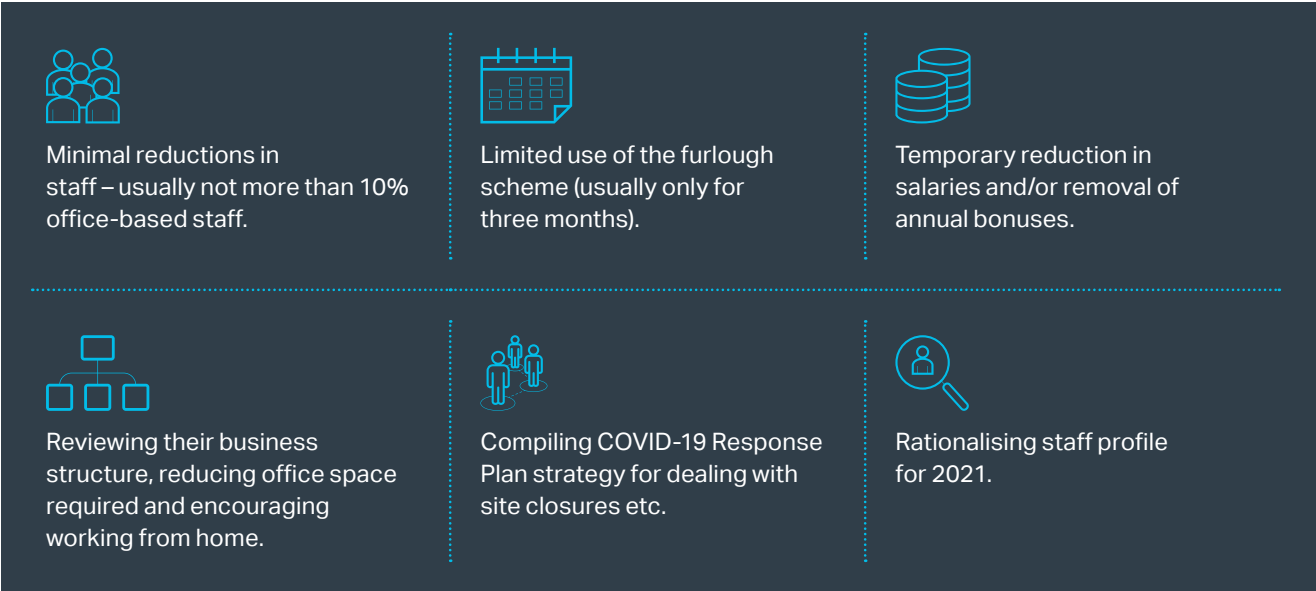 Minimal reductions in
staff – usually not more than 10%
office-based staff.
Limited use of the furlough
scheme (usually only for
three months).
Temporary reduction in
salaries and/or removal of
annual bonuses.
Reviewing their business
structure, reducing office space
required and encouraging
working from home.
Compiling COVID-19 Response
Plan strategy for dealing with
site closures etc.
Rationalising staff profile
for 2021.